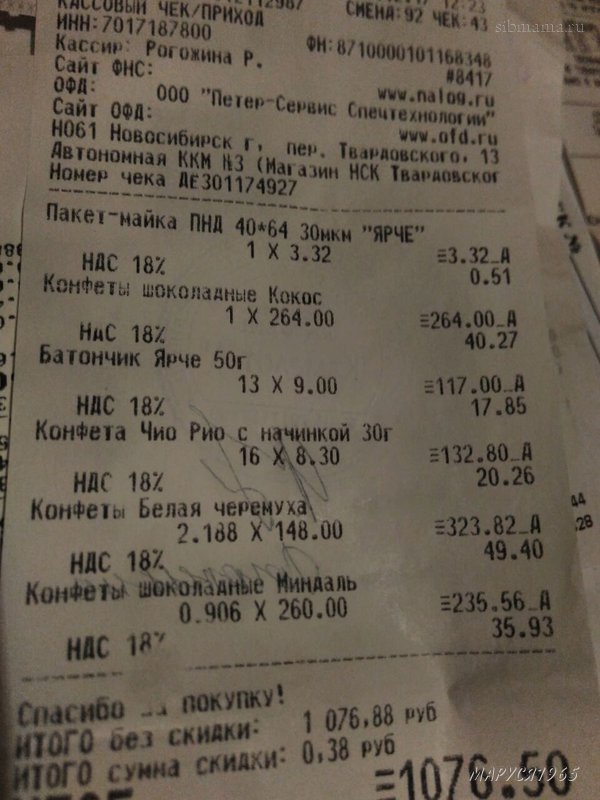 sibmama.ru
КАССОВЫЙ ЧЕК/ПРИХОД
СМЕНА:92 ЧЕК:43
ИНН:7017187800
ФН:8710000101168348
Кассир: Рогожина Р.
#8417
Сайт ФНС:
www.nalog.ru
ОФД:
ООО "Петер-Сервис Спецтехнологии"
Сайт ОФД:
www.ofd.ru
Н061 Новосибирск г, пер. Твардовского, 13
Автономная ККМ №3 (Магазин НСК Твардовског
Номер чека ДЕ301174927
Пакет-майка ПНД 40*64 30мкм "ЯРЧЕ"
1 X 3.32 ≡3.32_А
НДС 18% 0.51
Конфеты шоколадные Кокос
1 X 264.00 ≡264.00_А
НДС 18% 40.27
Батончик Ярче 50г
13 X 9.00 ≡117.00_А
НДС 18% 17.85
Конфета Чио Рио с начинкой 30г
16 X 8.30 ≡132.80_А
НДС 18% 20.26
Конфеты Белая черемуха
2.188 X 148.00 ≡323.82_А
НДС 18% 49.40
Конфеты шоколадные Миндаль
0.906 X 260.00 ≡235.56_А
НДС 18% 35.93
Спасибо за покупку!
ИТОГО без скидки: 1 076,88 руб
ИТОГО сумма скидки: 0,38 руб
≡1076.50
МАРУСЯ1965